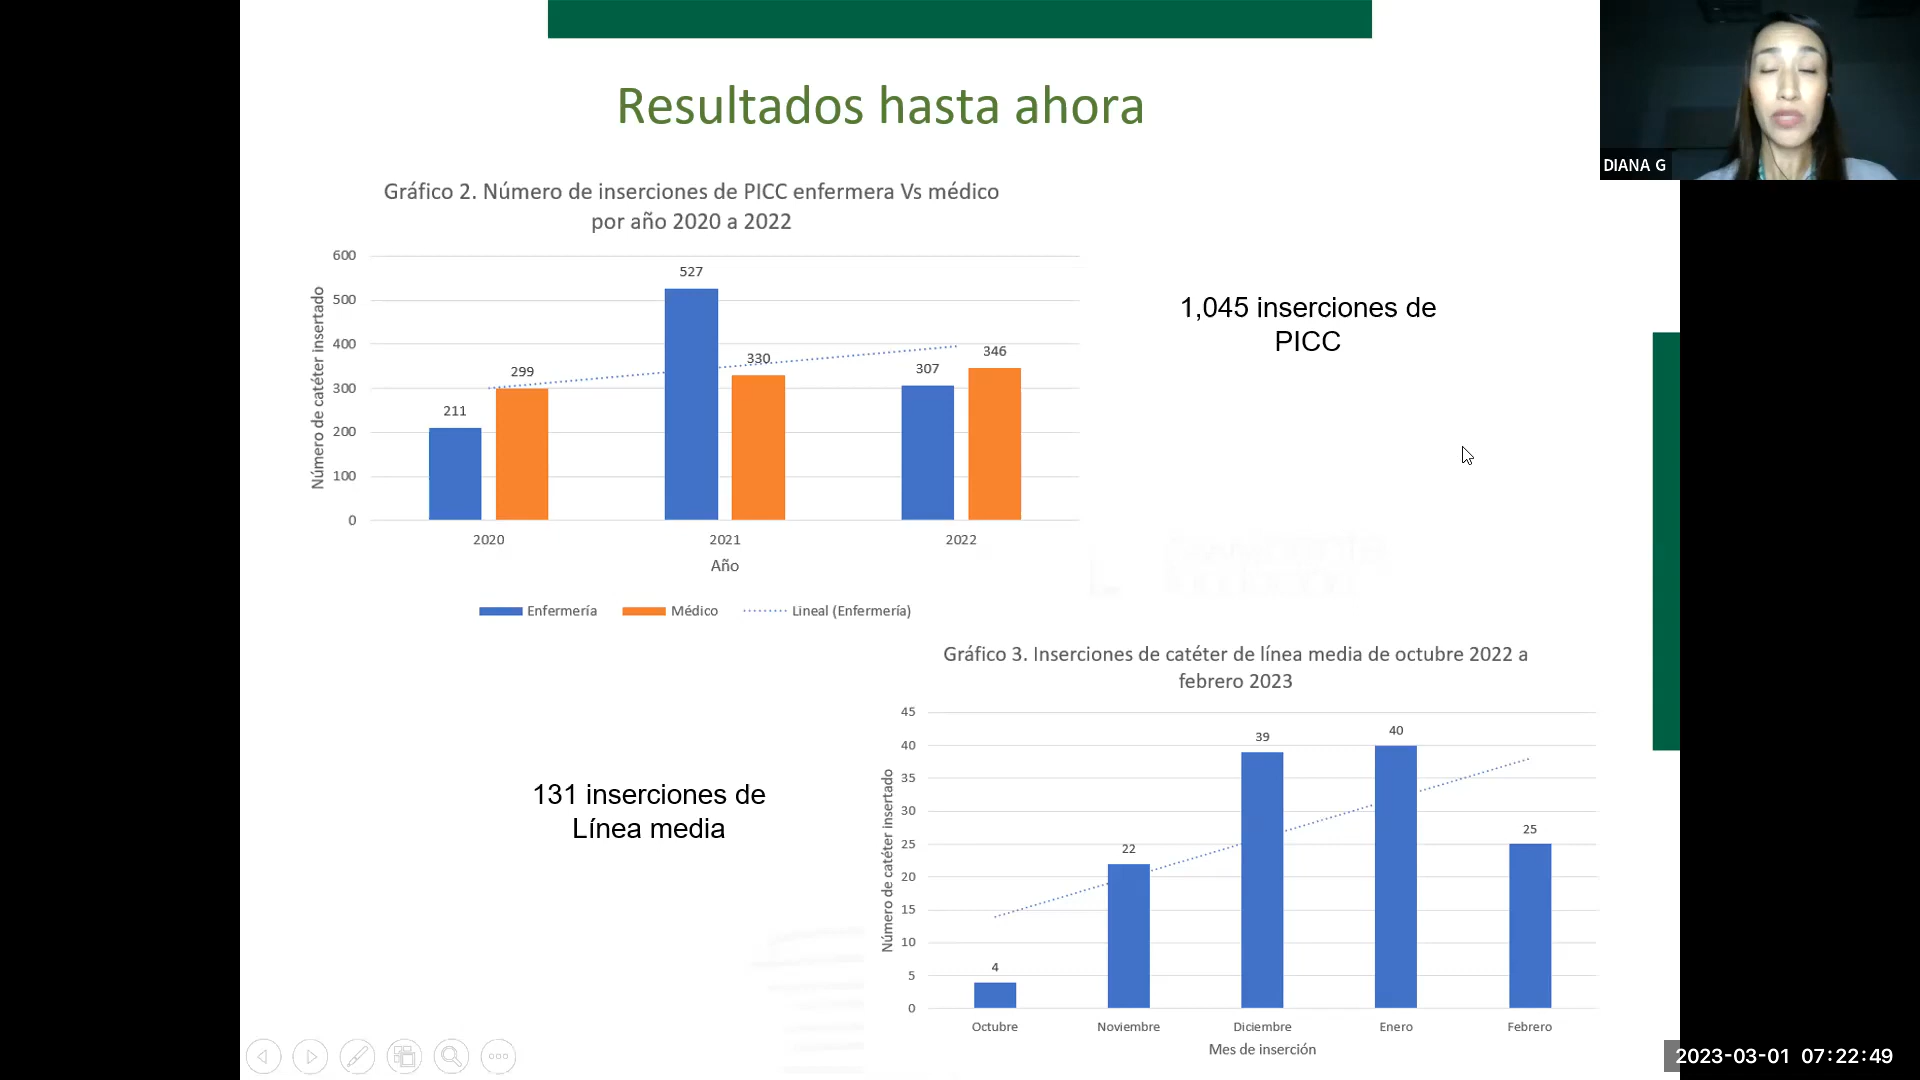 Resultados hasta ahora
DIANA G
Gráfico 2. Número de inserciones de PICC enfermera Vs médico
por año 2020 a 2022
Número de catéter insertado
600
500
400
300
200
100
0
211
299
527
330
307
346
2020
2021
2022
Año
Enfermería
Médico
Lineal (Enfermería)
1,045 inserciones de
PICC
131 inserciones de
Línea media
Gráfico 3. Inserciones de catéter de línea media de octubre 2022 a
febrero 2023
Número de catéter insertado
45
40
35
30
25
20
15
10
5
0
4
22
39
40
25
Octubre
Noviembre
Diciembre
Enero
Febrero
Mes de inserción
2023-03-01 07:22:49